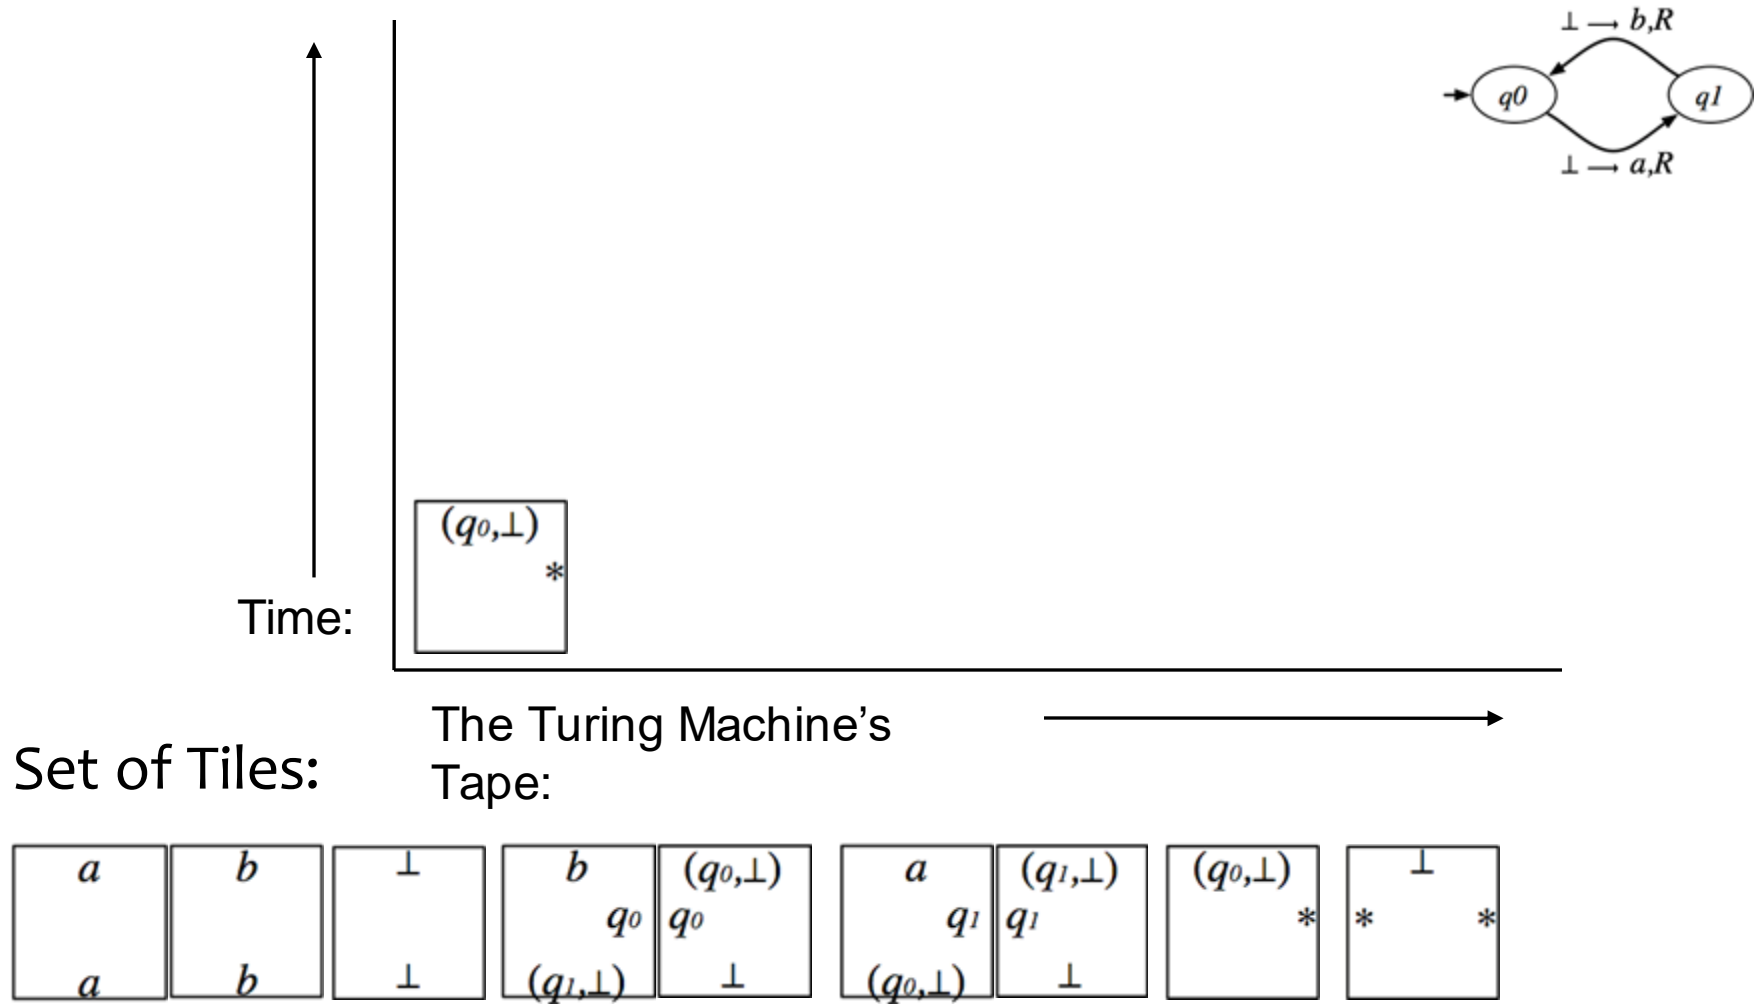 ⊥ → b,R
q0 q1
⊥ → a,R
(q0,⊥)
*
Time:
The Turing Machine’s
Tape:
Set of Tiles:
a b ⊥ b (q0,⊥) a (q1,⊥) (q0,⊥) ⊥
q0 q0 q1 q1 * * *
a b ⊥ (q1,⊥) ⊥ (q0,⊥) ⊥